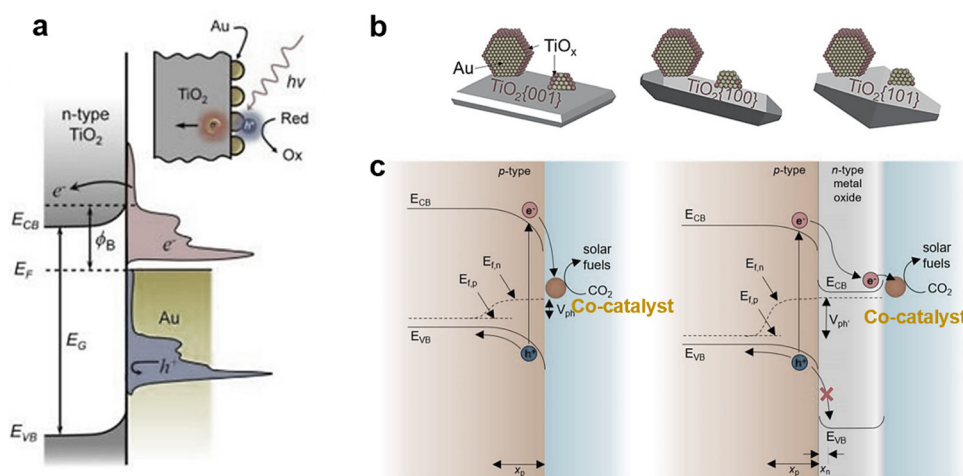 a
Au
TiO2
hν
n-type
TiO2
e-
h+
Red
Ox
e-
ECB
ϕB
e-
EF
Au
EG
h+
EVB
b
TiOx
Au
TiO2{001}
TiO2{100}
TiO2{101}
c
p-type
ECB
e-
solar
fuels
Ef,n
CO2
Ef,p
Co-catalyst
Vph
EVB
h+
xp
p-type
n-type
metal
oxide
ECB
e-
solar
fuels
e-
Ef,n
ECB
CO2
Ef,p
Co-catalyst
Vph'
EVB
h+
EVB
xp
xn